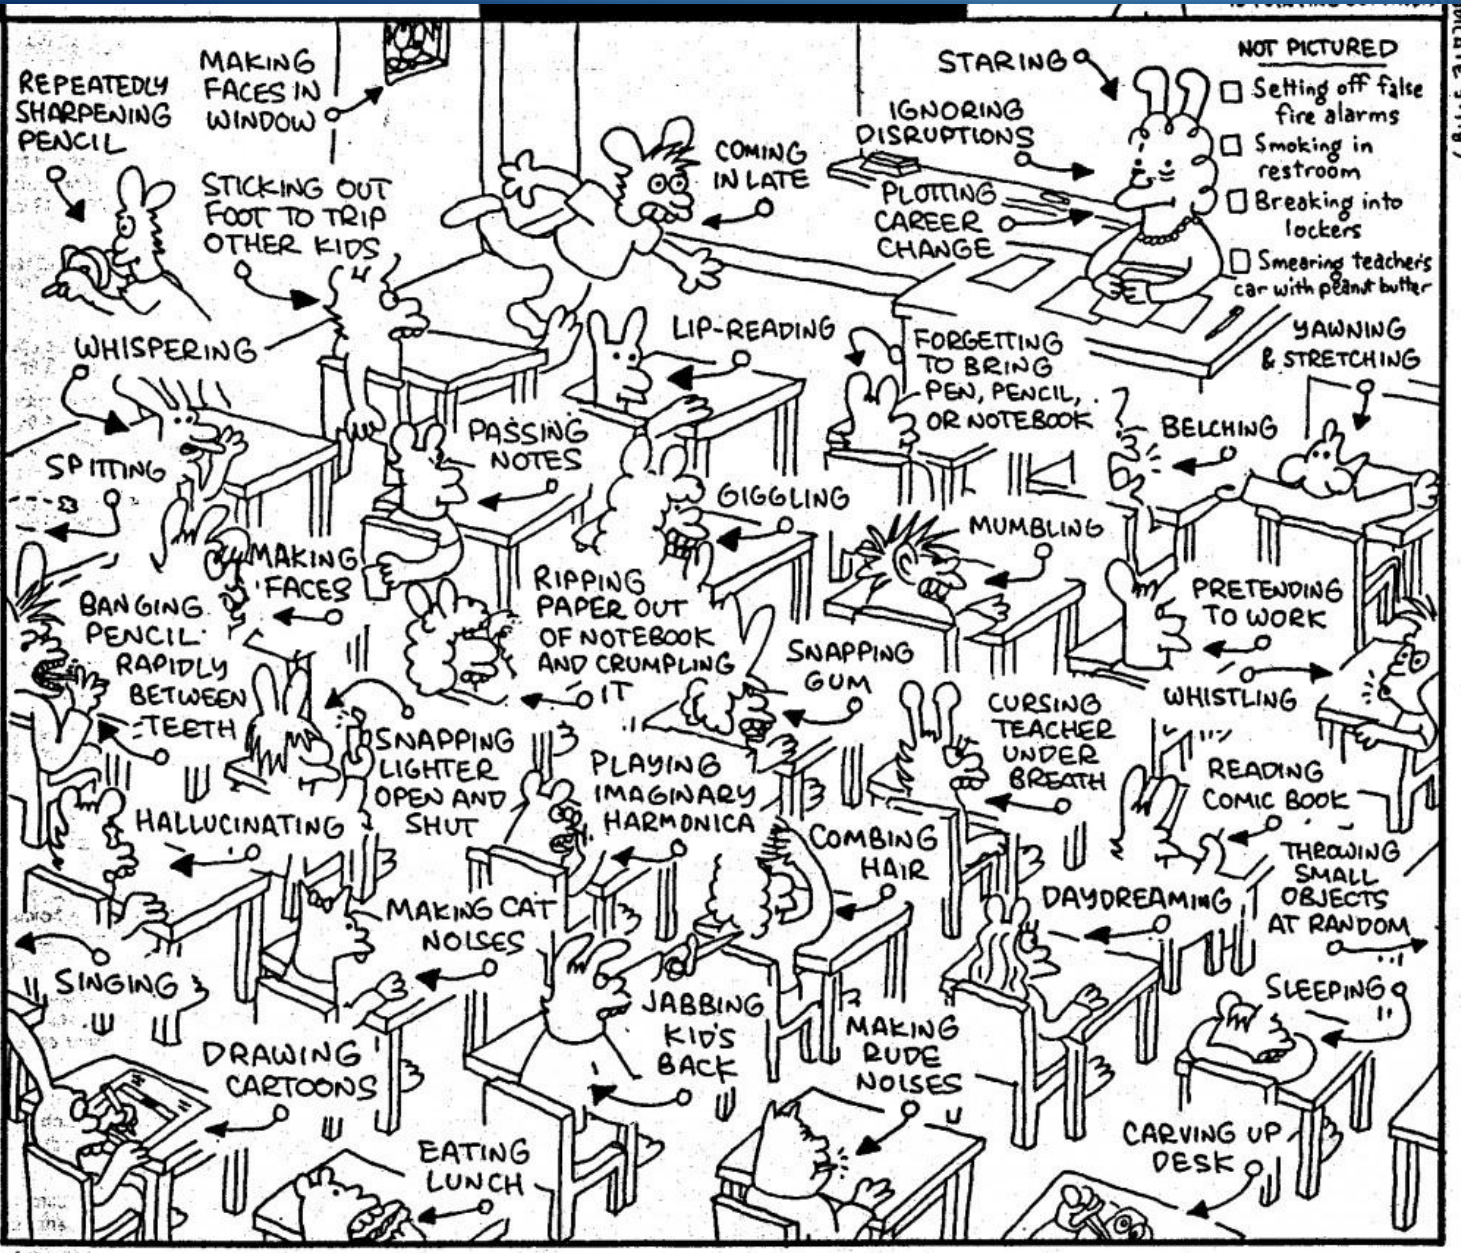 REPEATEDLY
SHARPENING
PENCIL
MAKING
FACES IN
WINDOW
STICKING OUT
FOOT TO TRIP
OTHER KIDS
COMING
IN LATE
STARING
IGNORING
DISRUPTIONS
PLOTTING
CAREER
CHANGE
NOT PICTURED
Setting off false
fire alarms
Smoking in
restroom
Breaking into
lockers
Smearing teacher's
car with peanut butter
WHISPERING
LIP-READING
FORGETTING
TO BRING
PEN, PENCIL,
OR NOTEBOOK
YAWNING
& STRETCHING
SPITTING
PASSING
NOTES
GIGGLING
BELCHING
MUMBLING
MAKING
FACES
BANGING
PENCIL
RAPIDLY
BETWEEN
TEETH
RIPPING
PAPER OUT
OF NOTEBOOK
AND CRUMPLING
IT
SNAPPING
GUM
PRETENDING
TO WORK
WHISTLING
SNAPPING
LIGHTER
OPEN AND
SHUT
PLAYING
IMAGINARY
HARMONICA
CURSING
TEACHER
UNDER
BREATH
READING
COMIC BOOK
HALLUCINATING
COMBING
HAIR
THROWING
SMALL
OBJECTS
AT RANDOM
MAKING CAT
NOISES
DAYDREAMING
SINGING
JABBING
KID'S
BACK
MAKING
RUDE
NOISES
SLEEPING
DRAWING
CARTOONS
EATING
LUNCH
CARVING UP
DESK